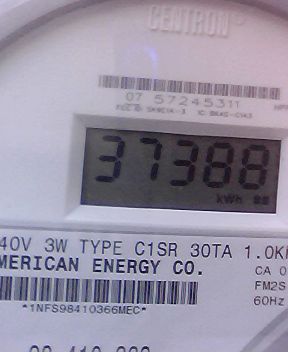 CENTRON®
07 57245311
37388
kWh
40V 3W TYPE C1SR 30TA 1.0K
MERICAN ENERGY CO.
CA 0
FM2S
60Hz
*1NFS98410366MEC*